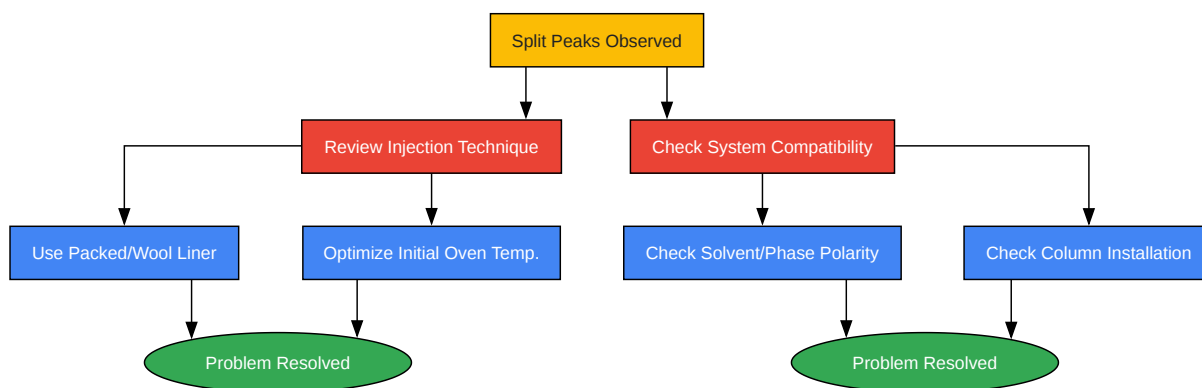 Split Peaks Observed
Review Injection Technique
Check System Compatibility
Use Packed/Wool Liner
Optimize Initial Oven Temp.
Check Solvent/Phase Polarity
Check Column Installation
Problem Resolved
Problem Resolved